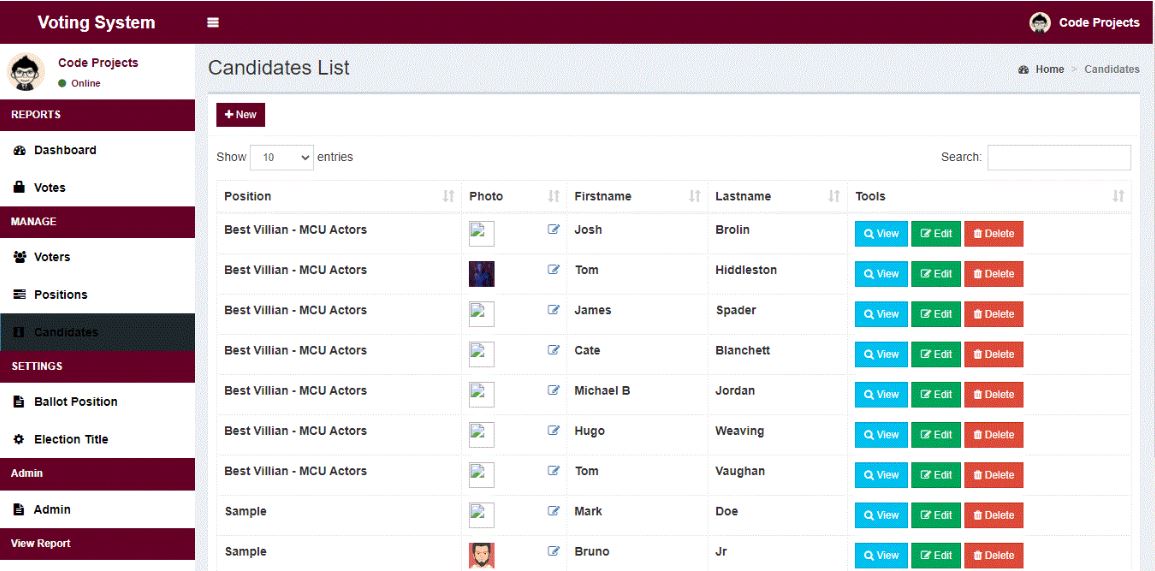 Voting System
Code Projects
Code Projects
Online
REPORTS
Dashboard
Votes
MANAGE
Voters
Positions
Candidates
SETTINGS
Ballot Position
Election Title
Admin
Admin
View Report
Candidates List
Home > Candidates
New
Show 10 entries
Search:
Position Photo Firstname Lastname Tools
Best Villian - MCU Actors Josh Brolin View Edit Delete
Best Villian - MCU Actors Tom Hiddleston View Edit Delete
Best Villian - MCU Actors James Spader View Edit Delete
Best Villian - MCU Actors Cate Blanchett View Edit Delete
Best Villian - MCU Actors Michael B Jordan View Edit Delete
Best Villian - MCU Actors Hugo Weaving View Edit Delete
Best Villian - MCU Actors Tom Vaughan View Edit Delete
Sample Mark Doe View Edit Delete
Sample Bruno Jr View Edit Delete